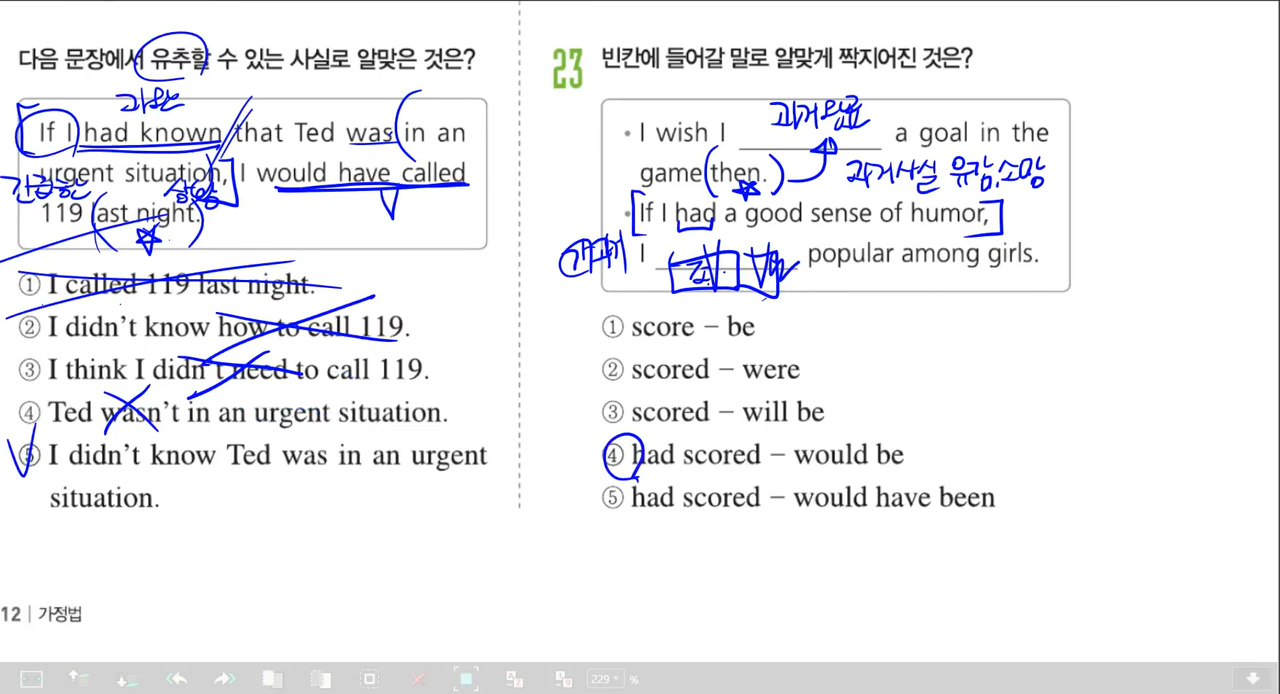 다음 문장에서 유추할 수 있는 사실로 알맞은 것은?
과완
If I had known that Ted was in an
urgent situation, I would have called
긴급한 상황
119 last night.
① I called 119 last night.
② I didn't know how to call 119.
③ I think I didn't need to call 119.
④ Ted wasn't in an urgent situation.
⑤ I didn't know Ted was in an urgent
situation.
12 | 가정법
23 빈칸에 들어갈 말로 알맞게 짝지어진 것은?
과거완료
• I wish I ____________ a goal in the
game then.
과거사실 유감,소망
• If I had a good sense of humor,
가과거
I ____________ popular among girls.
① score – be
② scored – were
③ scored – will be
④ had scored – would be
⑤ had scored – would have been
229 %